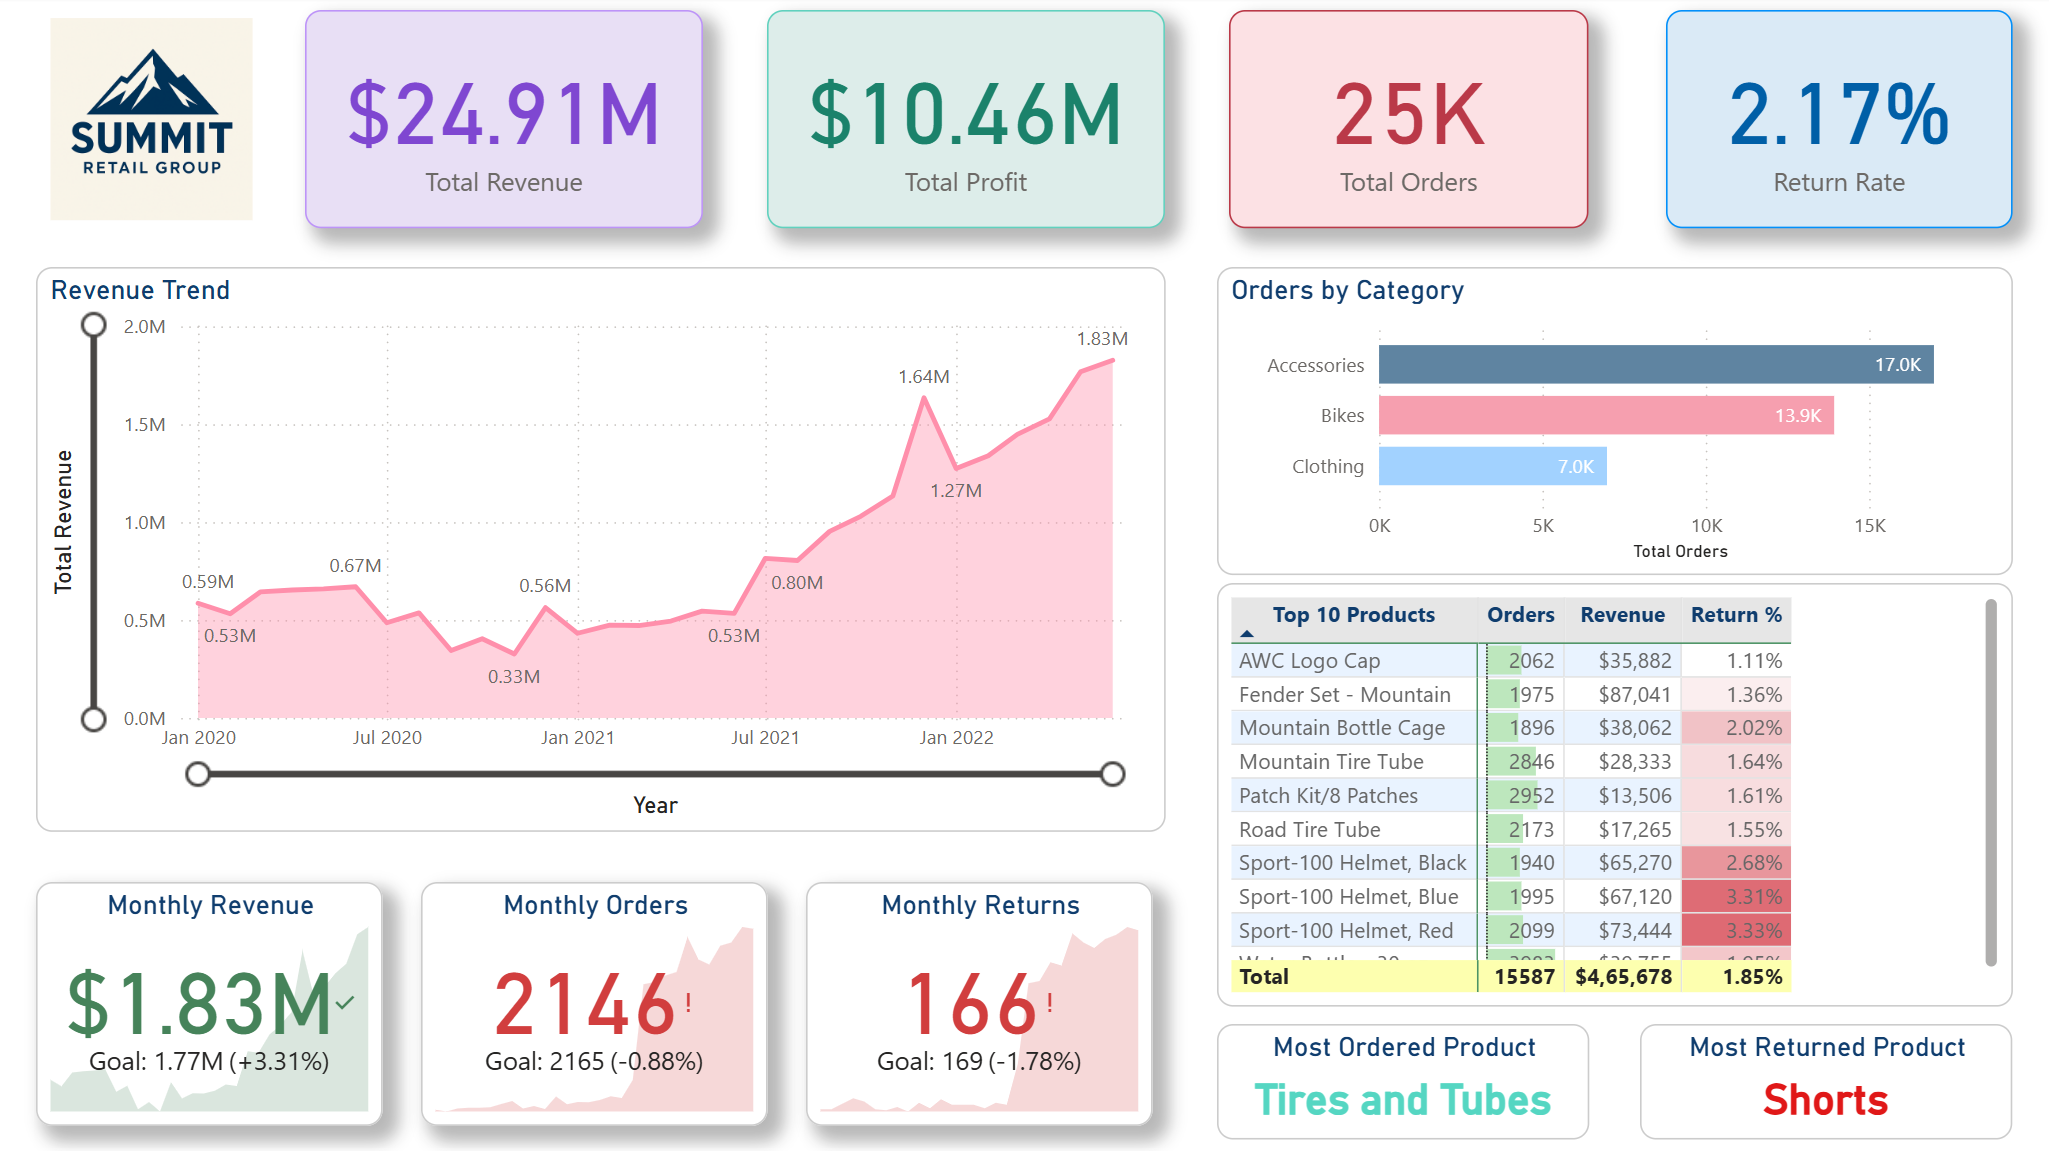 SUMMIT
RETAIL GROUP
$24.91M
Total Revenue
$10.46M
Total Profit
25K
Total Orders
2.17%
Return Rate
Revenue Trend
Total Revenue
2.0M
1.5M
1.0M
0.5M
0.0M
0.59M
0.53M
0.67M
0.33M
0.56M
0.53M
0.80M
1.64M
1.27M
1.83M
Jan 2020 Jul 2020 Jan 2021 Jul 2021 Jan 2022
Year
Orders by Category
Accessories 17.0K
Bikes 13.9K
Clothing 7.0K
0K 5K 10K 15K
Total Orders
Top 10 Products Orders Revenue Return %
AWC Logo Cap 2062 $35,882 1.11%
Fender Set - Mountain 1975 $87,041 1.36%
Mountain Bottle Cage 1896 $38,062 2.02%
Mountain Tire Tube 2846 $28,333 1.64%
Patch Kit/8 Patches 2952 $13,506 1.61%
Road Tire Tube 2173 $17,265 1.55%
Sport-100 Helmet, Black 1940 $65,270 2.68%
Sport-100 Helmet, Blue 1995 $67,120 3.31%
Sport-100 Helmet, Red 2099 $73,444 3.33%
Total 15587 $4,65,678 1.85%
Monthly Revenue
$1.83M
Goal: 1.77M (+3.31%)
Monthly Orders
2146!
Goal: 2165 (-0.88%)
Monthly Returns
166!
Goal: 169 (-1.78%)
Most Ordered Product
Tires and Tubes
Most Returned Product
Shorts